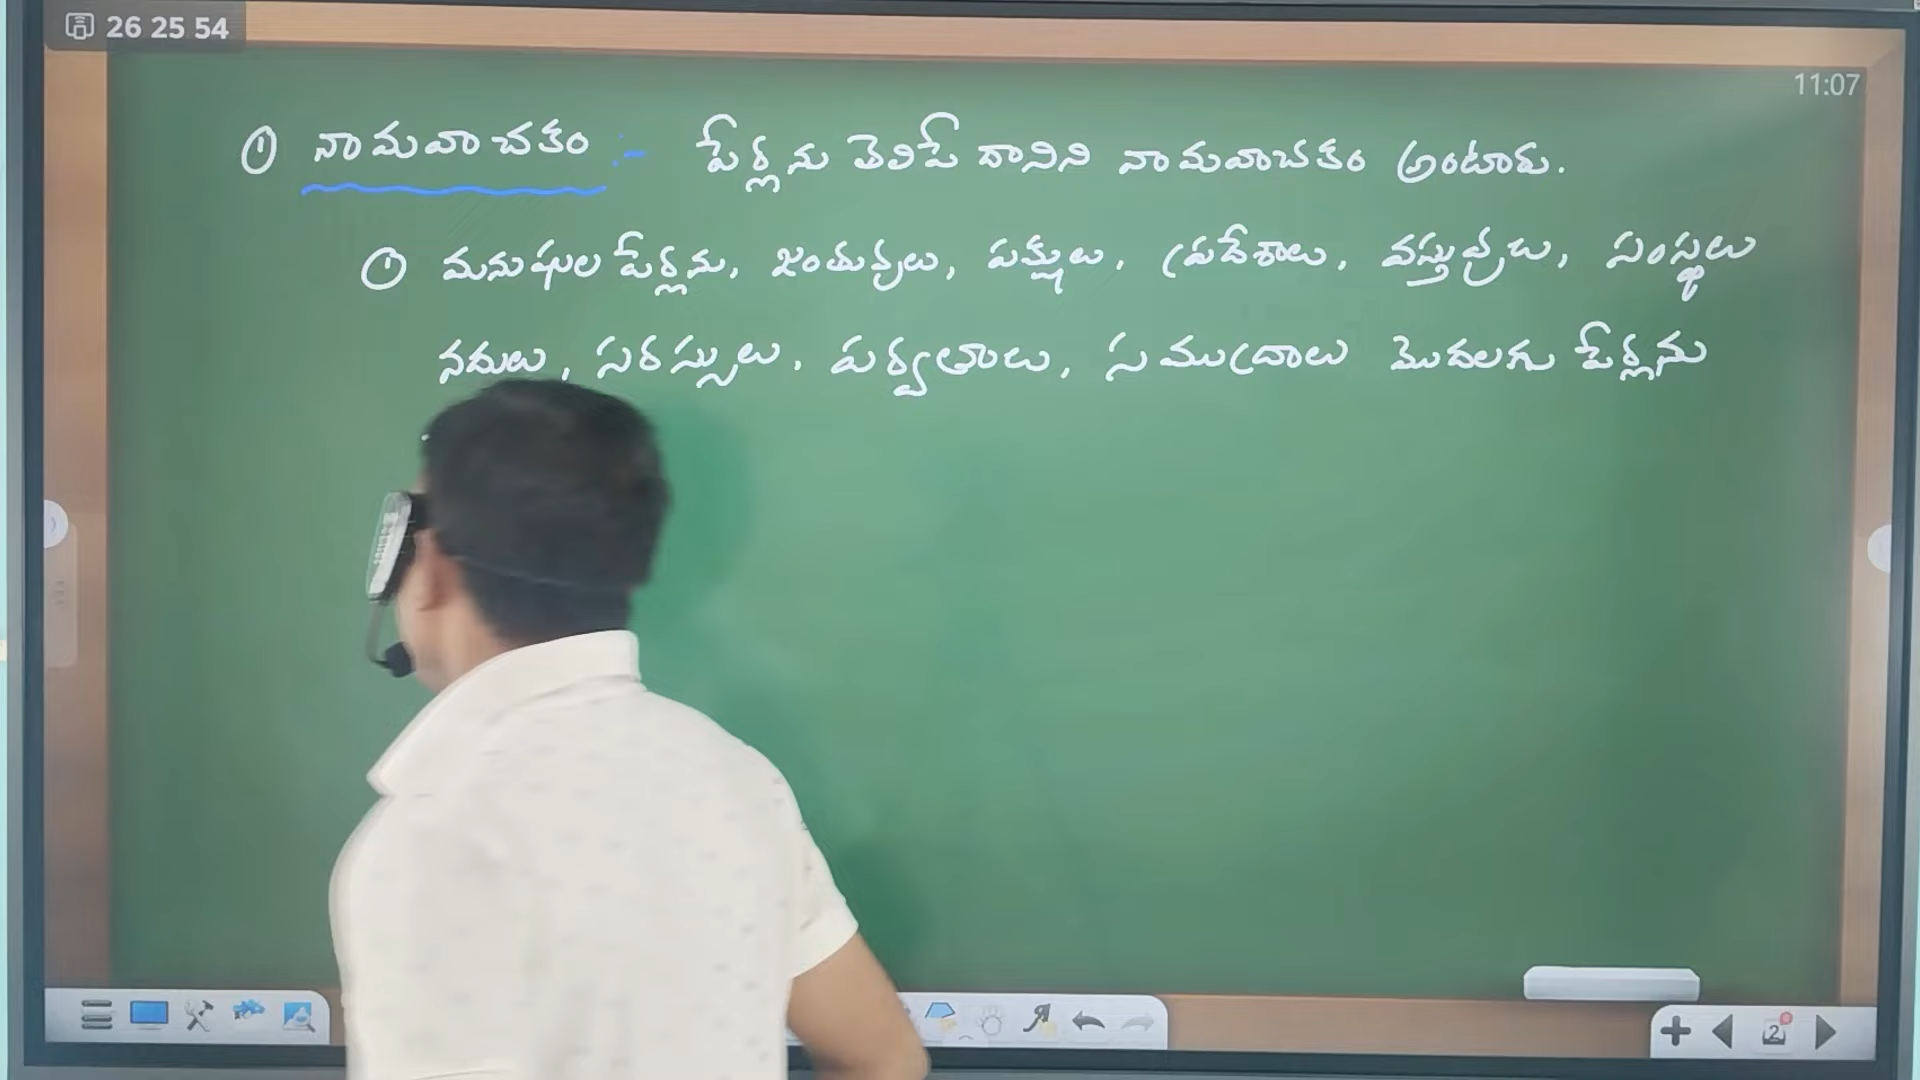 26 25 54
11:07
① నామవాచకం :- పేర్లను తెలిపే దానిని నామవాచకం అంటారు.
① మనుషుల పేర్లను, జంతువులు, పక్షులు, ప్రదేశాలు, వస్తువులు, సంస్థలు
నదులు, సరస్సులు, పర్వతాలు, సముద్రాలు మొదలగు పేర్లను
2